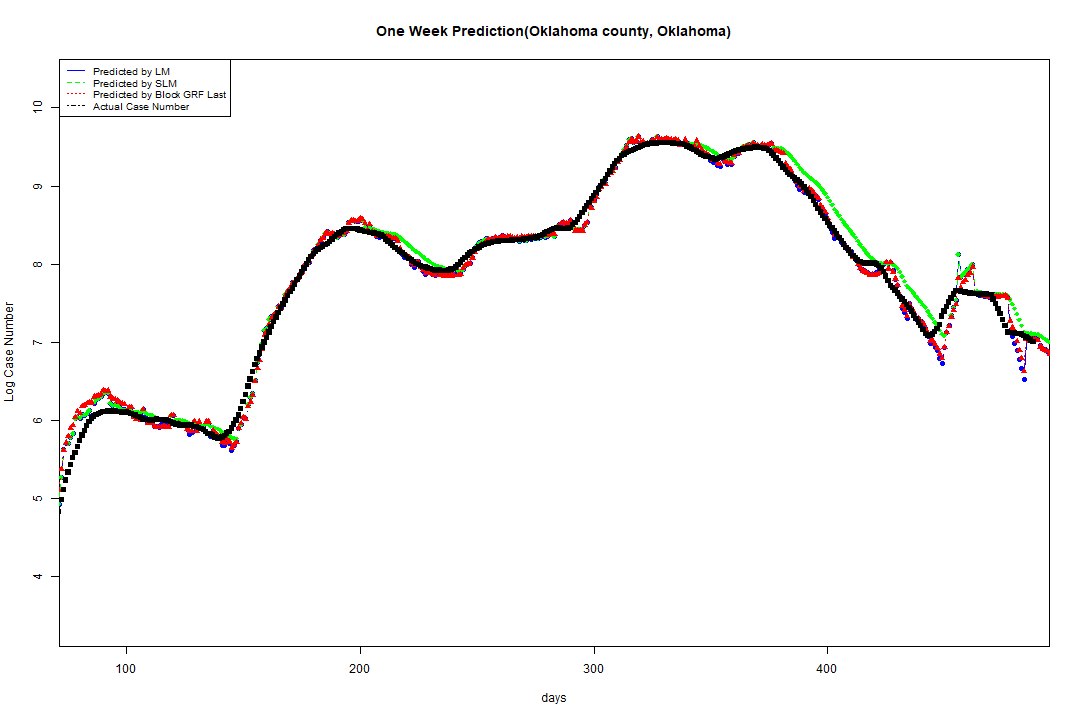 One Week Prediction(Oklahoma county, Oklahoma)
Predicted by LM
Predicted by SLM
Predicted by Block GRF Last
Actual Case Number
10
9
8
7
6
5
4
Log Case Number
100
200
300
400
days